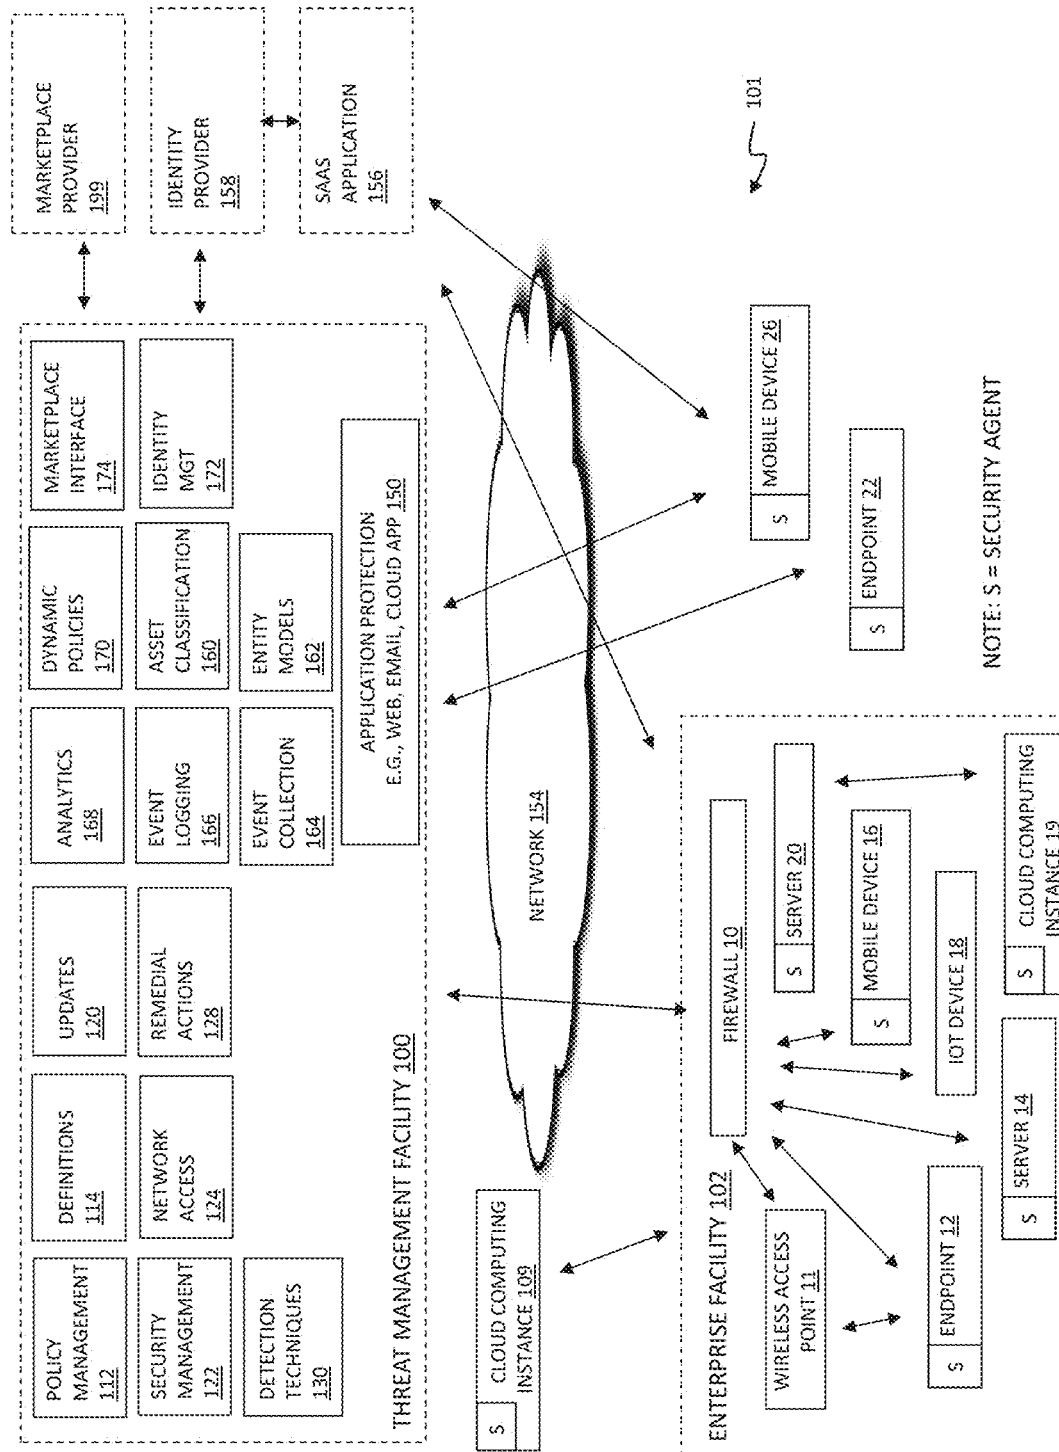 POLICY
MANAGEMENT
112
DEFINITIONS
114
UPDATES
120
ANALYTICS
168
DYNAMIC
POLICIES
170
MARKETPLACE
INTERFACE
174
MARKETPLACE
PROVIDER
199
SECURITY
MANAGEMENT
122
NETWORK
ACCESS
124
REMEDIAL
ACTIONS
128
EVENT
LOGGING
166
ASSET
CLASSIFICATION
160
IDENTITY
MGT
172
IDENTITY
PROVIDER
158
DETECTION
TECHNIQUES
130
EVENT
COLLECTION
164
ENTITY
MODELS
162
SAAS
APPLICATION
156
APPLICATION PROTECTION
E.G., WEB, EMAIL, CLOUD APP 150
THREAT MANAGEMENT FACILITY 100
S CLOUD COMPUTING
INSTANCE 109
NETWORK 154
101
ENTERPRISE FACILITY 102
FIREWALL 10
WIRELESS ACCESS
POINT 11
S SERVER 20
S MOBILE DEVICE 26
S MOBILE DEVICE 16
S ENDPOINT 22
S ENDPOINT 12
IOT DEVICE 18
S SERVER 14
S CLOUD COMPUTING
INSTANCE 19
NOTE: S = SECURITY AGENT